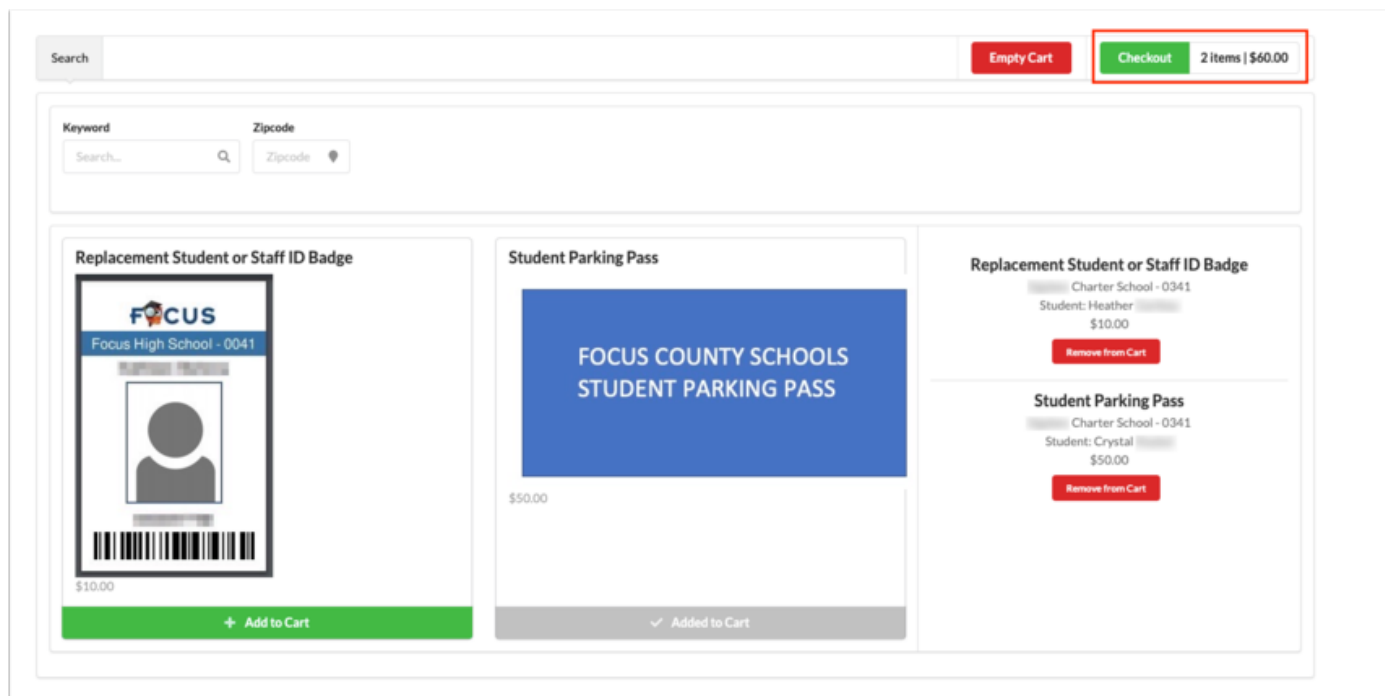 Search
Empty Cart
Checkout
2 items | $60.00
Keyword
Zipcode
Search...
Zipcode
Replacement Student or Staff ID Badge
FOCUS
Focus High School - 0041
$10.00
Add to Cart
Student Parking Pass
FOCUS COUNTY SCHOOLS
STUDENT PARKING PASS
$50.00
Added to Cart
Replacement Student or Staff ID Badge
Charter School - 0341
Student: Heather
$10.00
Remove from Cart
Student Parking Pass
Charter School - 0341
Student: Crystal
$50.00
Remove from Cart